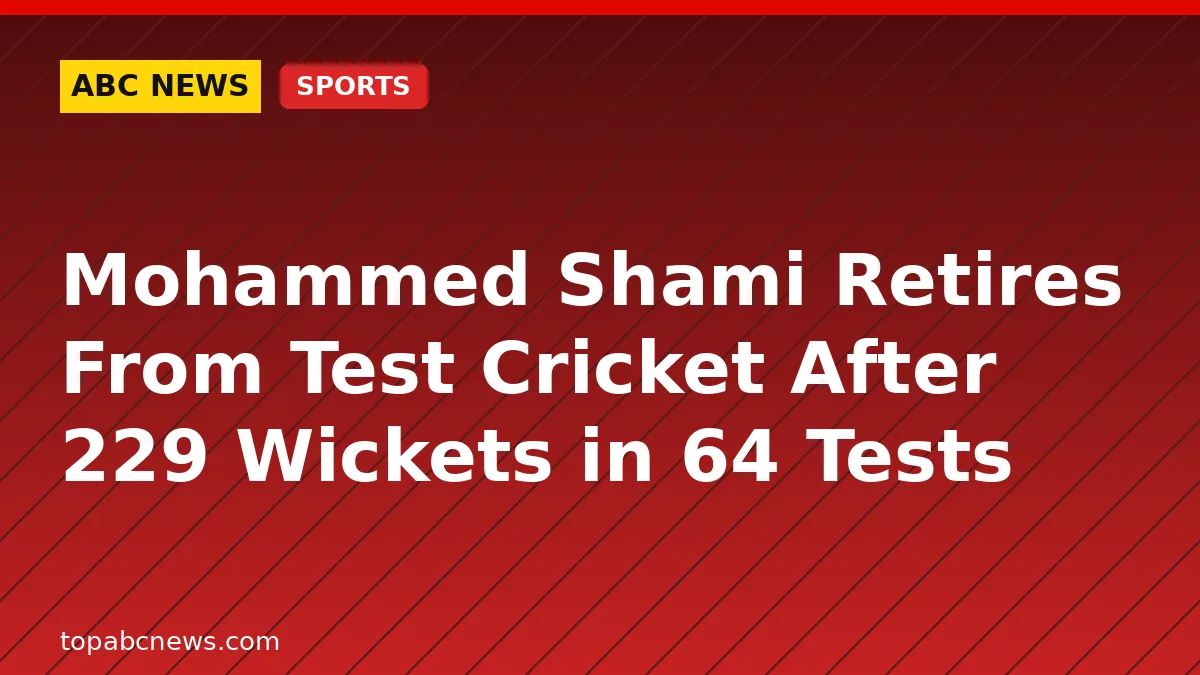 ABC NEWS
SPORTS
Mohammed Shami Retires
From Test Cricket After
229 Wickets in 64 Tests
topabcnews.com